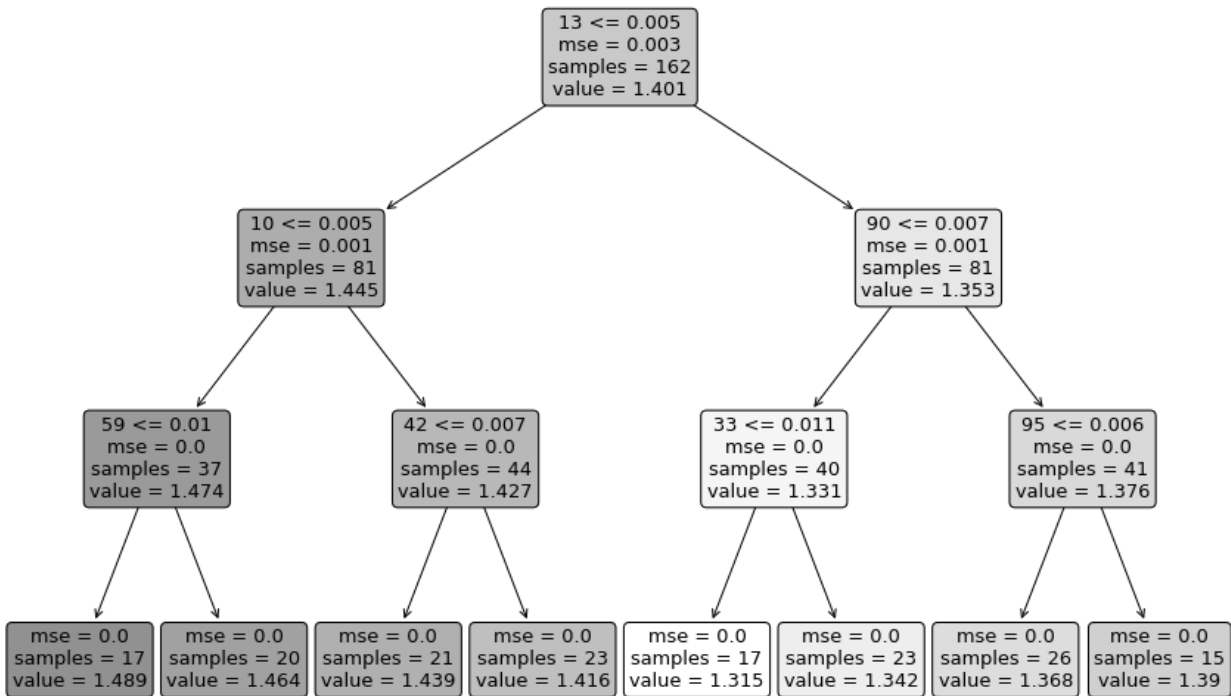 13 <= 0.005
mse = 0.003
samples = 162
value = 1.401
10 <= 0.005
mse = 0.001
samples = 81
value = 1.445
90 <= 0.007
mse = 0.001
samples = 81
value = 1.353
59 <= 0.01
mse = 0.0
samples = 37
value = 1.474
42 <= 0.007
mse = 0.0
samples = 44
value = 1.427
33 <= 0.011
mse = 0.0
samples = 40
value = 1.331
95 <= 0.006
mse = 0.0
samples = 41
value = 1.376
mse = 0.0
samples = 17
value = 1.489
mse = 0.0
samples = 20
value = 1.464
mse = 0.0
samples = 21
value = 1.439
mse = 0.0
samples = 23
value = 1.416
mse = 0.0
samples = 17
value = 1.315
mse = 0.0
samples = 23
value = 1.342
mse = 0.0
samples = 26
value = 1.368
mse = 0.0
samples = 15
value = 1.39